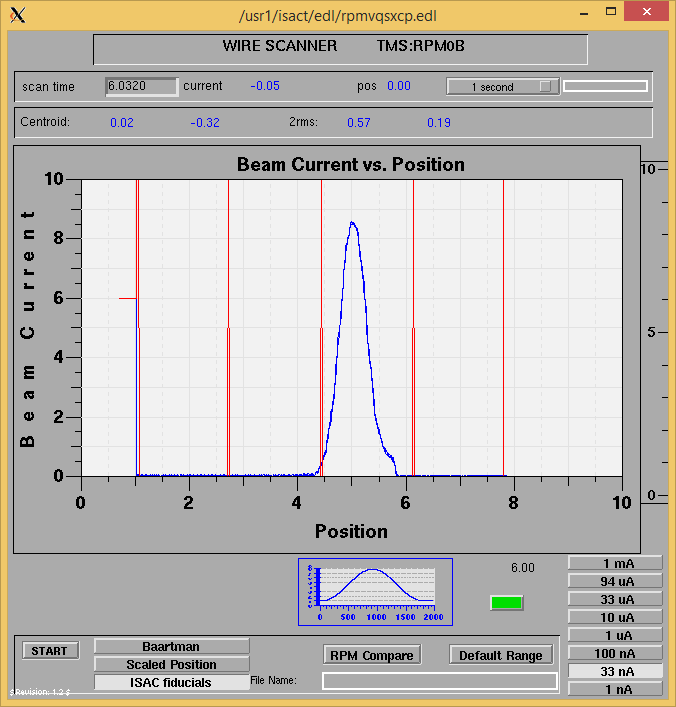 /usr1/isact/edl/rpmvqsxcp.edl
WIRE SCANNER TMS:RPM0B
scan time 6.0320 current -0.05 pos 0.00 1 second
Centroid: 0.02 -0.32 2rms: 0.57 0.19
Beam Current vs. Position
10
8
6
4
2
0
Beam Current
0 2 4 6 8 10
Position
10
5
0
0 500 1000 1500 2000
6.00
1 mA
94 uA
33 uA
10 uA
1 uA
100 nA
33 nA
1 nA
START
Baartman
Scaled Position
ISAC fiducials
RPM Compare
Default Range
File Name:
$Revision: 1.2 $